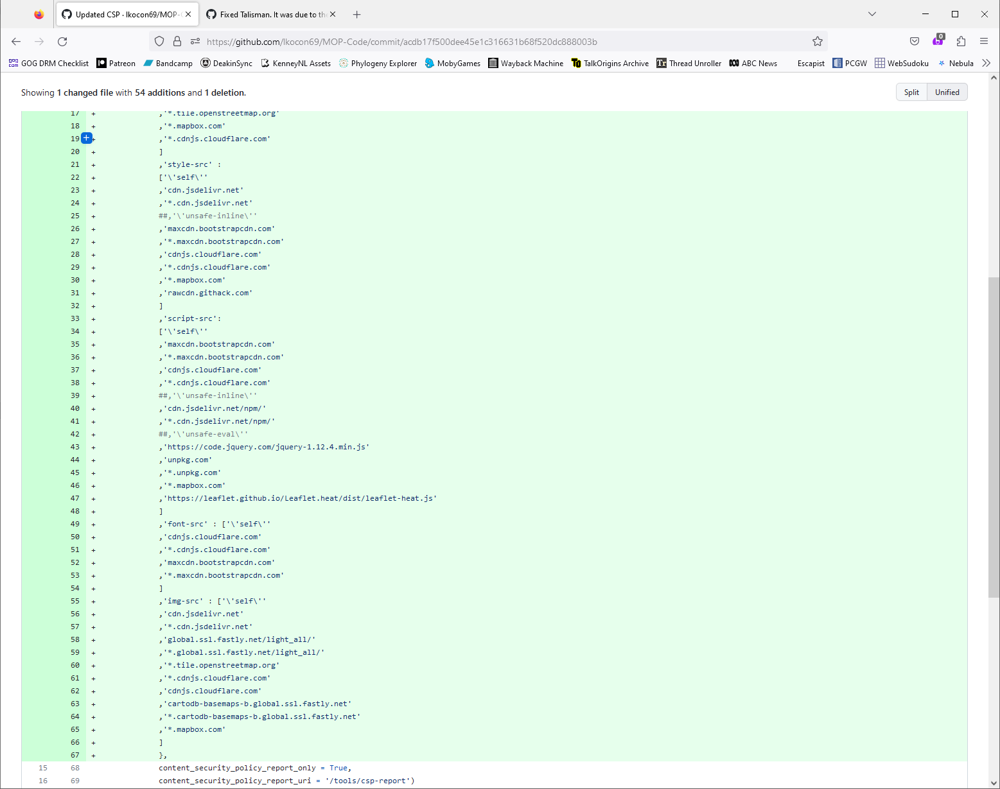 Updated CSP · lkocon69/MOP-C
Fixed Talisman. It was due to the
https://github.com/lkocon69/MOP-Code/commit/acdb17f500dee45e1c316631b68f520dc888003b
0
GOG DRM Checklist Patreon Bandcamp DeakinSync KenneyNL Assets Phylogeny Explorer MobyGames Wayback Machine TalkOrigins Archive Thread Unroller ABC News Escapist PCGW WebSudoku Nebula
Showing 1 changed file with 54 additions and 1 deletion.
Split Unified
17 + ,'*.tile.openstreetmap.org'
18 + ,'*.mapbox.com'
19 + ,'*.cdnjs.cloudflare.com'
20 + ]
21 + ,'style-src' :
22 + ['\'self\''
23 + ,'cdn.jsdelivr.net'
24 + ,'*.cdn.jsdelivr.net'
25 + ##,'\'unsafe-inline\''
26 + ,'maxcdn.bootstrapcdn.com'
27 + ,'*.maxcdn.bootstrapcdn.com'
28 + ,'cdnjs.cloudflare.com'
29 + ,'*.cdnjs.cloudflare.com'
30 + ,'*.mapbox.com'
31 + ,'rawcdn.githack.com'
32 + ]
33 + ,'script-src':
34 + ['\'self\''
35 + ,'maxcdn.bootstrapcdn.com'
36 + ,'*.maxcdn.bootstrapcdn.com'
37 + ,'cdnjs.cloudflare.com'
38 + ,'*.cdnjs.cloudflare.com'
39 + ##,'\'unsafe-inline\''
40 + ,'cdn.jsdelivr.net/npm/'
41 + ,'*.cdn.jsdelivr.net/npm/'
42 + ##,'\'unsafe-eval\''
43 + ,'https://code.jquery.com/jquery-1.12.4.min.js'
44 + ,'unpkg.com'
45 + ,'*.unpkg.com'
46 + ,'*.mapbox.com'
47 + ,'https://leaflet.github.io/Leaflet.heat/dist/leaflet-heat.js'
48 + ]
49 + ,'font-src' : ['\'self\''
50 + ,'cdnjs.cloudflare.com'
51 + ,'*.cdnjs.cloudflare.com'
52 + ,'maxcdn.bootstrapcdn.com'
53 + ,'*.maxcdn.bootstrapcdn.com'
54 + ]
55 + ,'img-src' : ['\'self\''
56 + ,'cdn.jsdelivr.net'
57 + ,'*.cdn.jsdelivr.net'
58 + ,'global.ssl.fastly.net/light_all/'
59 + ,'*.global.ssl.fastly.net/light_all/'
60 + ,'*.tile.openstreetmap.org'
61 + ,'*.cdnjs.cloudflare.com'
62 + ,'cdnjs.cloudflare.com'
63 + ,'cartodb-basemaps-b.global.ssl.fastly.net'
64 + ,'*.cartodb-basemaps-b.global.ssl.fastly.net'
65 + ,'*.mapbox.com'
66 + ]
67 + },
15 68 content_security_policy_report_only = True,
16 69 content_security_policy_report_uri = '/tools/csp-report')